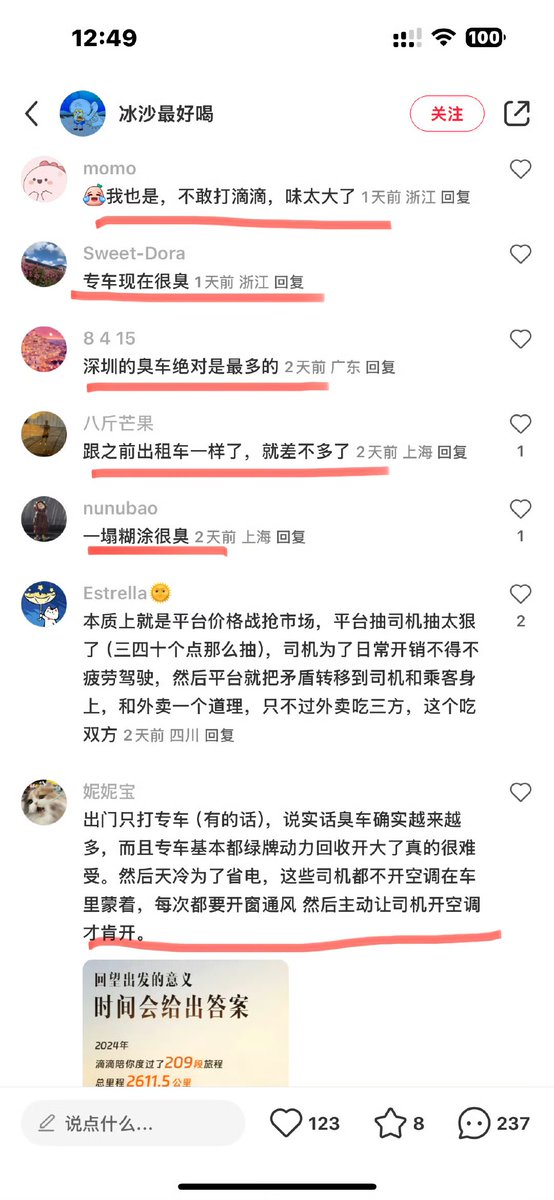 12:49
100
冰沙最好喝
关注
momo
😭我也是，不敢打滴滴，味太大了 1天前 浙江 回复
Sweet-Dora
专车现在很臭 1天前 浙江 回复
8 4 15
深圳的臭车绝对是最多的 2天前 广东 回复
八斤芒果
跟之前出租车一样了，就差不多了 2天前 上海 回复
1
nunubao
一塌糊涂很臭 2天前 上海 回复
1
Estrella🌞
本质上就是平台价格战抢市场，平台抽司机抽太狠
了（三四十个点那么抽），司机为了日常开销不得不
疲劳驾驶，然后平台就把矛盾转移到司机和乘客身
上，和外卖一个道理，只不过外卖吃三方，这个吃
双方 2天前 四川 回复
2
妮妮宝
出门只打专车（有的话），说实话臭车确实越来越
多，而且专车基本都绿牌动力回收开大了真的很难
受。然后天冷为了省电，这些司机都不开空调在车
里蒙着，每次都要开窗通风 然后主动让司机开空调
才肯开。
回望出发的意义
时间会给出答案
2024年
滴滴陪你度过了209段旅程
总里程 2611.5 公里
说点什么...
123
8
237